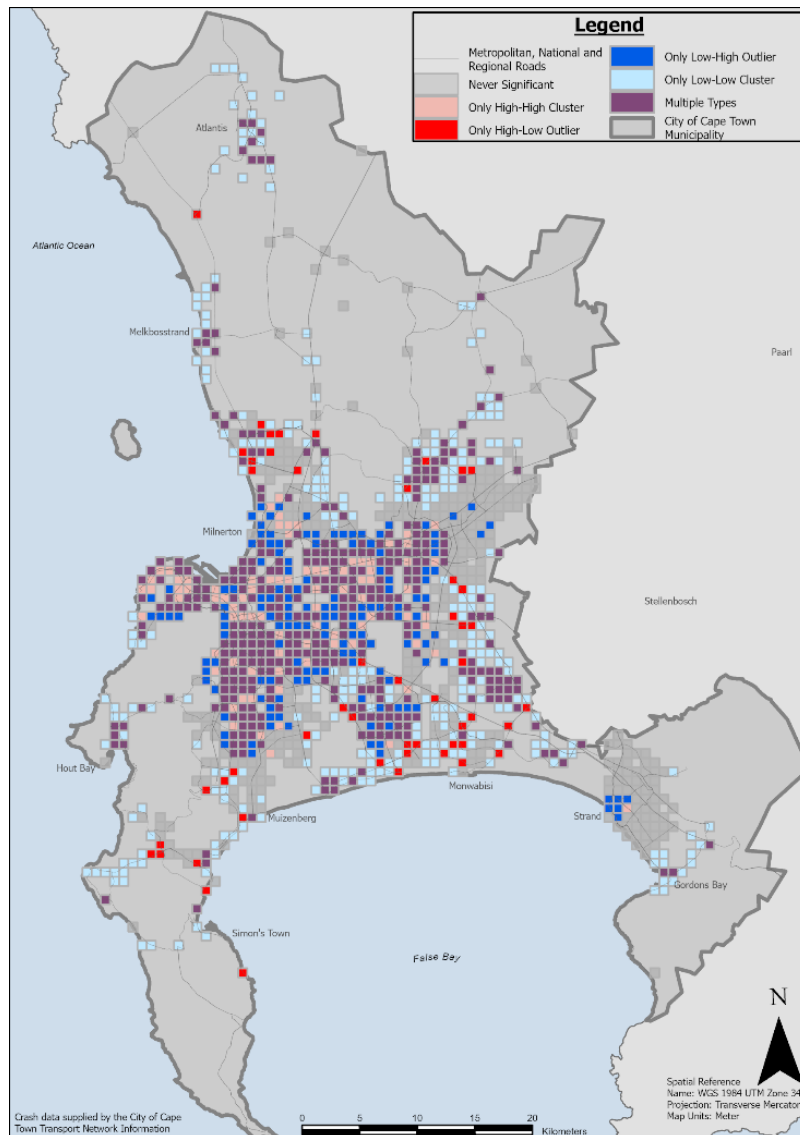 Legend
Metropolitan, National and
Regional Roads
Never Significant
Only High-High Cluster
Only High-Low Outlier
Only Low-High Outlier
Only Low-Low Cluster
Multiple Types
City of Cape Town
Municipality
Atlantis
Atlantic Ocean
Melkbosstrand
Paarl
Milnerton
Stellenbosch
Hout Bay
Monwabisi
Muizenberg
Strand
Gordons Bay
Simon's Town
False Bay
N
Spatial Reference
Name: WGS 1984 UTM Zone 34
Projection: Transverse Mercator
Map Units: Meter
Crash data supplied by the City of Cape
Town Transport Network Information
0 5 10 15 20
Kilometers